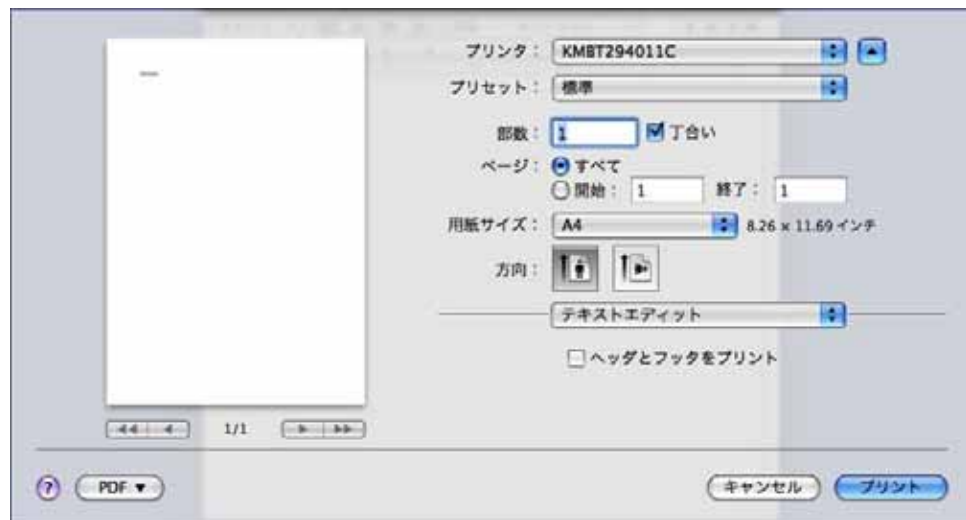 プリンタ： KMBT294011C
プリセット： 標準
部数： 1 丁合い
ページ： すべて
開始： 1 終了： 1
用紙サイズ： A4 8.26 x 11.69 インチ
方向：
テキストエディット
ヘッダとフッタをプリント
1/1
? PDF ▼ キャンセル プリント